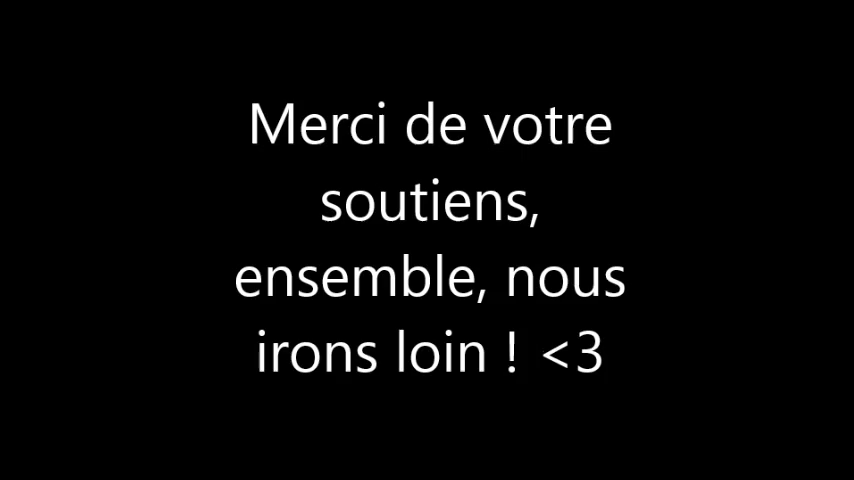 Merci de votre
soutiens,
ensemble, nous
irons loin ! <3